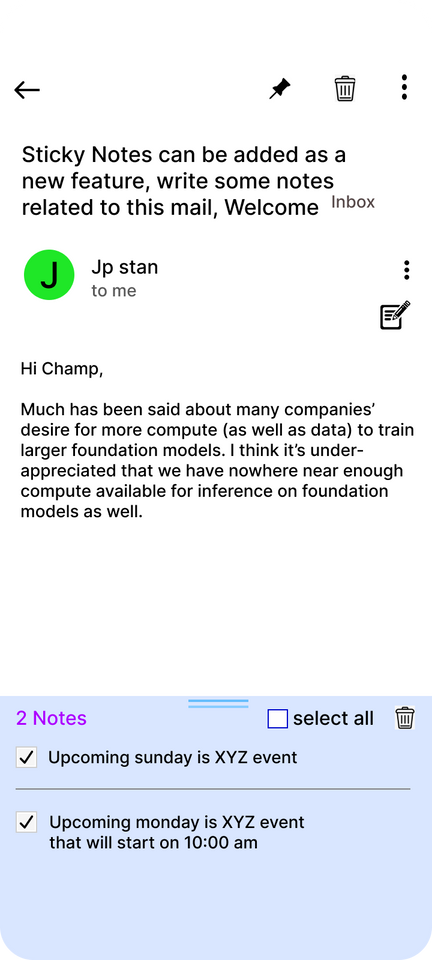 Sticky Notes can be added as a
new feature, write some notes
related to this mail, Welcome Inbox
J
Jp stan
to me
Hi Champ,
Much has been said about many companies’
desire for more compute (as well as data) to train
larger foundation models. I think it’s under-
appreciated that we have nowhere near enough
compute available for inference on foundation
models as well.
2 Notes
select all
Upcoming sunday is XYZ event
Upcoming monday is XYZ event
that will start on 10:00 am